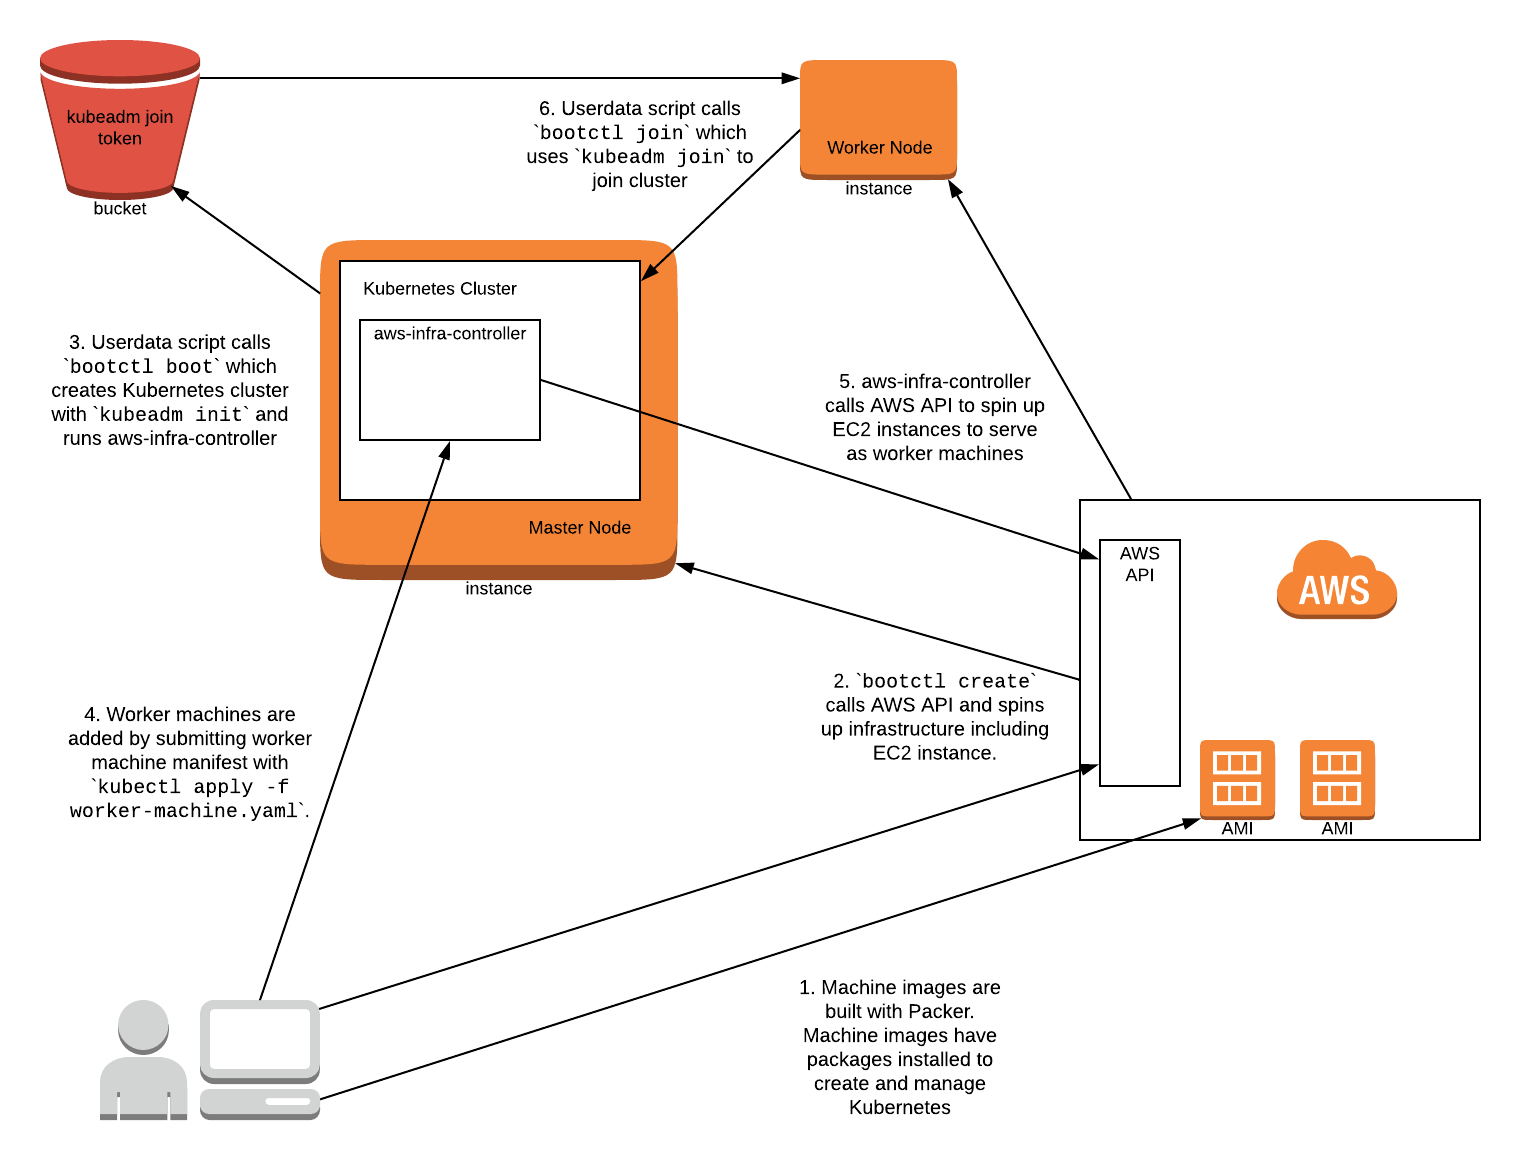 kubeadm join
token
bucket
6. Userdata script calls
`bootctl join` which
uses `kubeadm join` to
join cluster
Worker Node
instance
Kubernetes Cluster
aws-infra-controller
Master Node
instance
3. Userdata script calls
`bootctl boot` which
creates Kubernetes cluster
with `kubeadm init` and
runs aws-infra-controller
5. aws-infra-controller
calls AWS API to spin up
EC2 instances to serve
as worker machines
AWS
API
AWS
2. `bootctl create`
calls AWS API and spins
up infrastructure including
EC2 instance.
AMI
AMI
4. Worker machines are
added by submitting worker
machine manifest with
`kubectl apply -f
worker-machine.yaml`.
1. Machine images are
built with Packer.
Machine images have
packages installed to
create and manage
Kubernetes